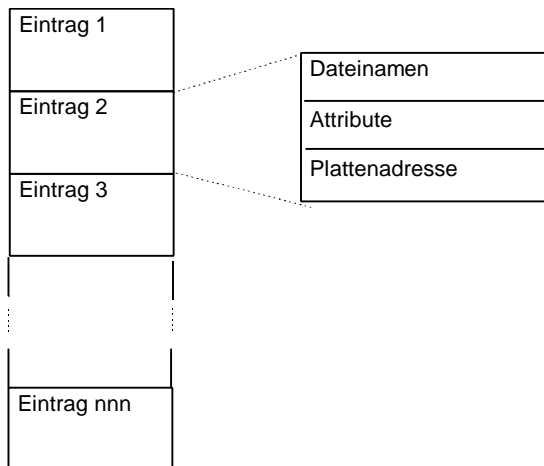 Eintrag 1
Eintrag 2
Eintrag 3
Eintrag nnn
Dateinamen
Attribute
Plattenadresse